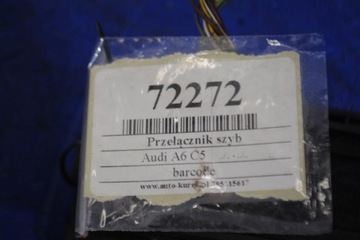 72272
Przełącznik szyb
Audi A6 C5
barcode